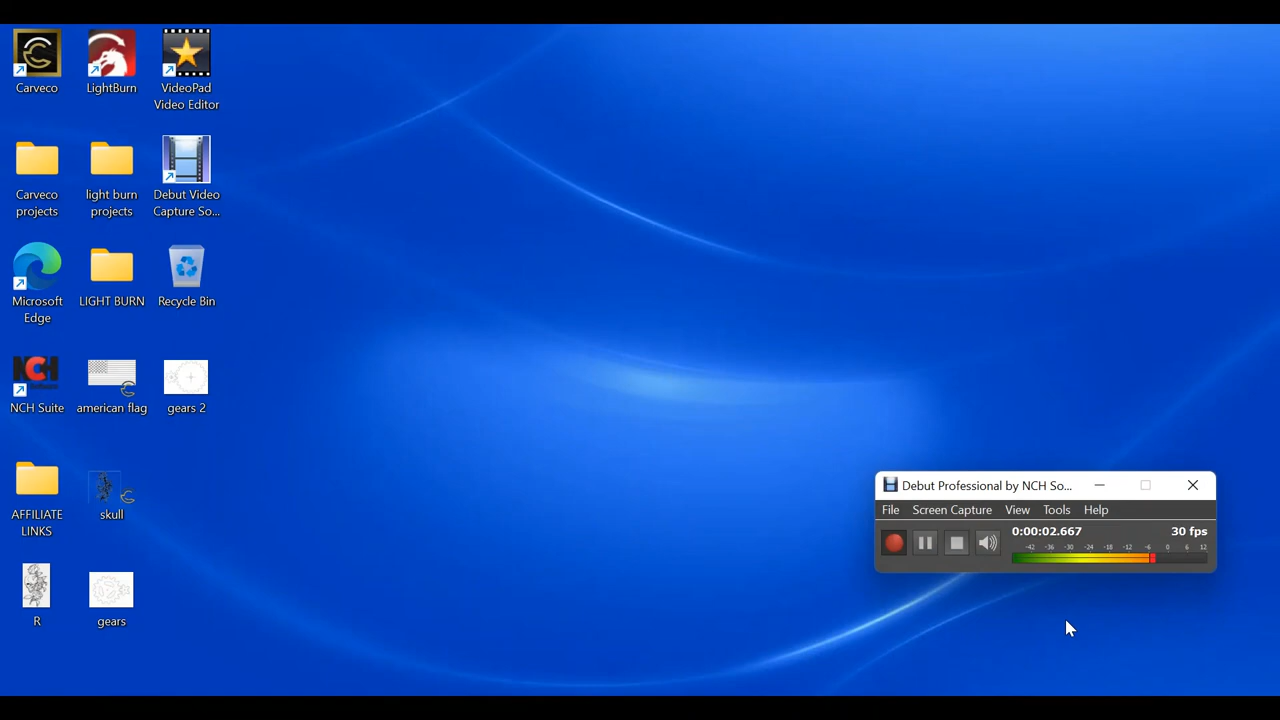 Carveco
LightBurn
VideoPad
Video Editor
Carveco
projects
light burn
projects
Debut Video
Capture So...
Microsoft
Edge
LIGHT BURN
Recycle Bin
NCH
NCH Suite
american flag
gears 2
AFFILIATE
LINKS
skull
R
gears
Debut Professional by NCH So...
File Screen Capture View Tools Help
0:00:02.667 30 fps
-42 -36 -30 -24 -18 -12 -6 0 6 12